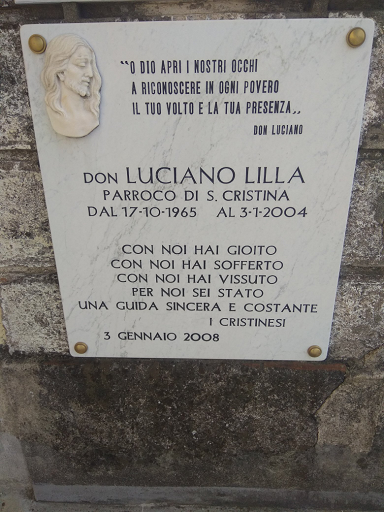 "O DIO APRI I NOSTRI OCCHI
A RICONOSCERE IN OGNI POVERO
IL TUO VOLTO E LA TUA PRESENZA,,
DON LUCIANO
DON LUCIANO LILLA
PARROCO DI S. CRISTINA
DAL 17-10-1965 AL 3-1-2004
CON NOI HAI GIOITO
CON NOI HAI SOFFERTO
CON NOI HAI VISSUTO
PER NOI SEI STATO
UNA GUIDA SINCERA E COSTANTE
I CRISTINESI
3 GENNAIO 2008